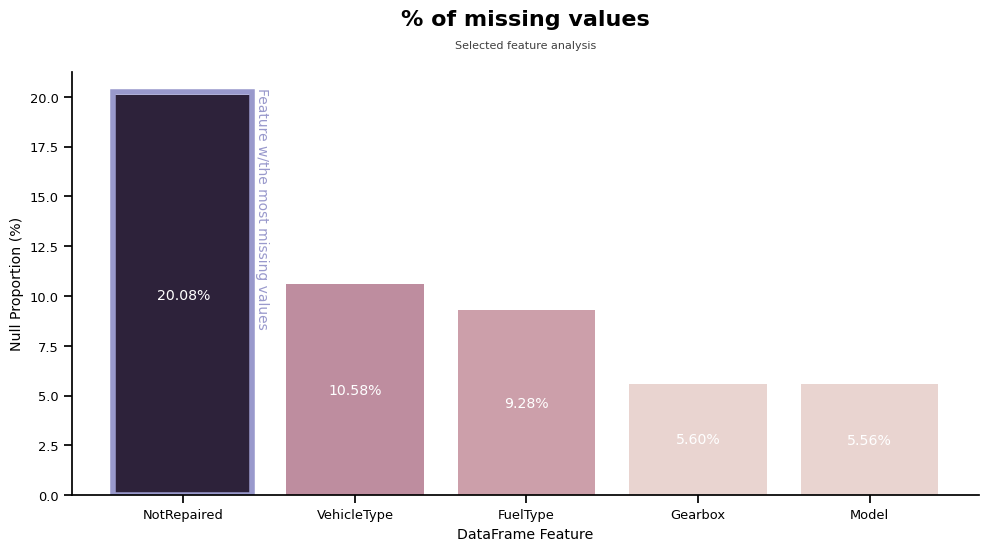 % of missing values
Selected feature analysis
Null Proportion (%)
20.0
17.5
15.0
12.5
10.0
7.5
5.0
2.5
0.0
20.08%
Feature w/the most missing values
10.58%
9.28%
5.60%
5.56%
NotRepaired
VehicleType
FuelType
Gearbox
Model
DataFrame Feature